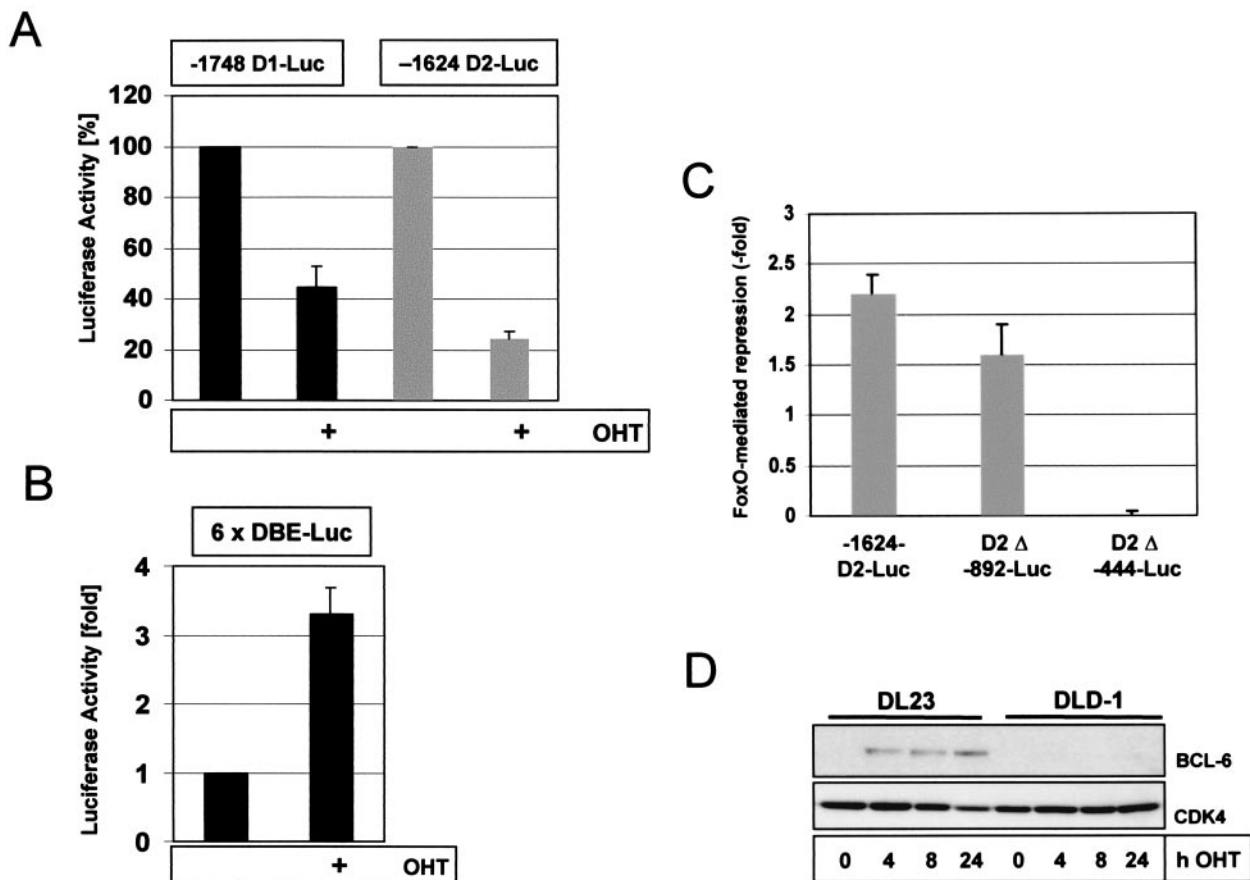 A
-1748 D1-Luc
–1624 D2-Luc
Luciferase Activity [%]
120
100
80
60
40
20
0
+ + OHT
B
6 x DBE-Luc
Luciferase Activity [fold]
4
3
2
1
0
+ OHT
C
FoxO-mediated repression (-fold)
3
2.5
2
1.5
1
0.5
0
-1624-
D2-Luc
D2 Δ
-892-Luc
D2 Δ
-444-Luc
D
DL23 DLD-1
BCL-6
CDK4
0 4 8 24 0 4 8 24 h OHT